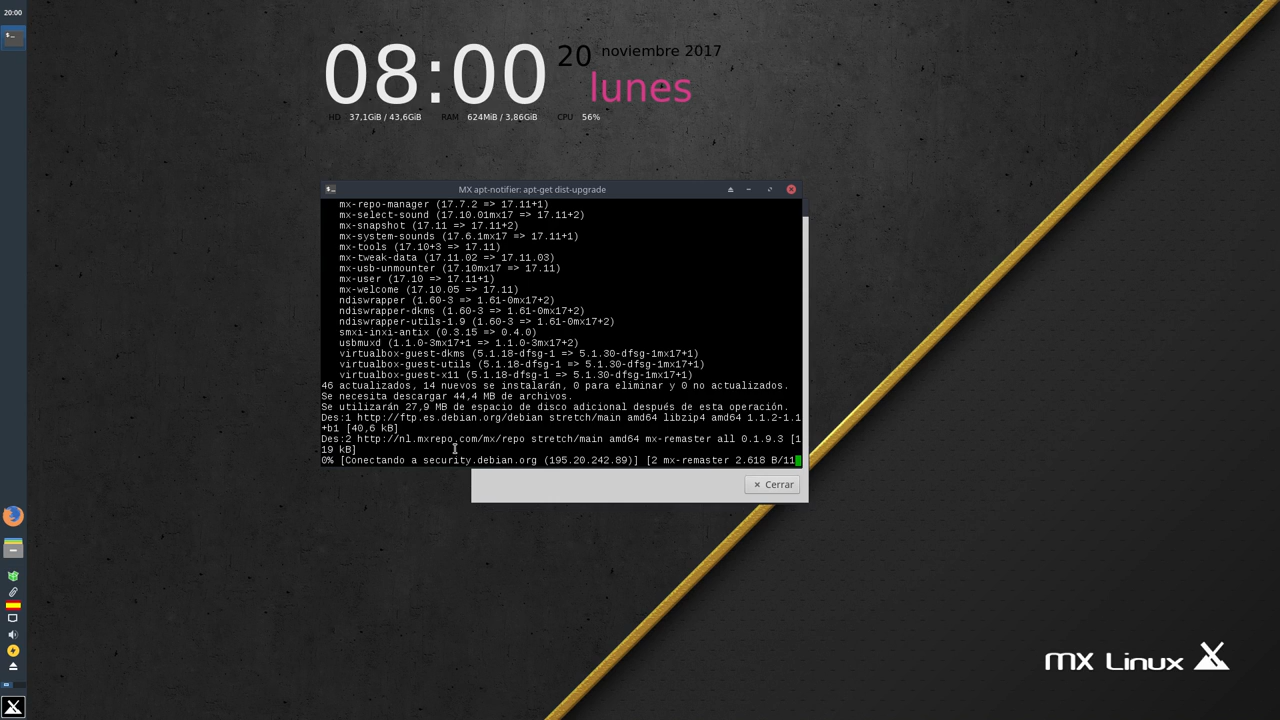 20:00
08:00
20 noviembre 2017
lunes
HD 37,1GiB / 43,6GiB RAM 624MiB / 3,86GiB CPU 56%
MX apt-notifier: apt-get dist-upgrade
mx-repo-manager (17.7.2 => 17.11+1)
mx-select-sound (17.10.01mx17 => 17.11+2)
mx-snapshot (17.11 => 17.11+2)
mx-system-sounds (17.6.1mx17 => 17.11+1)
mx-tools (17.10+3 => 17.11)
mx-tweak-data (17.11.02 => 17.11.03)
mx-usb-unmounter (17.10mx17 => 17.11)
mx-user (17.10 => 17.11+1)
mx-welcome (17.10.05 => 17.11)
ndiswrapper (1.60-3 => 1.61-0mx17+2)
ndiswrapper-dkms (1.60-3 => 1.61-0mx17+2)
ndiswrapper-utils-1.9 (1.60-3 => 1.61-0mx17+2)
smxi-inxi-antix (0.3.15 => 0.4.0)
usbmuxd (1.1.0-3mx17+1 => 1.1.0-3mx17+2)
virtualbox-guest-dkms (5.1.18-dfsg-1 => 5.1.30-dfsg-1mx17+1)
virtualbox-guest-utils (5.1.18-dfsg-1 => 5.1.30-dfsg-1mx17+1)
virtualbox-guest-x11 (5.1.18-dfsg-1 => 5.1.30-dfsg-1mx17+1)
46 actualizados, 14 nuevos se instalarán, 0 para eliminar y 0 no actualizados.
Se necesita descargar 44,4 MB de archivos.
Se utilizarán 27,9 MB de espacio de disco adicional después de esta operación.
Des:1 http://ftp.es.debian.org/debian stretch/main amd64 libzip4 amd64 1.1.2-1.1
+b1 [40,6 kB]
Des:2 http://nl.mxrepo.com/mx/repo stretch/main amd64 mx-remaster all 0.1.9.3 [1
19 kB]
0% [Conectando a security.debian.org (195.20.242.89)] [2 mx-remaster 2.618 B/11
Cerrar
MX Linux